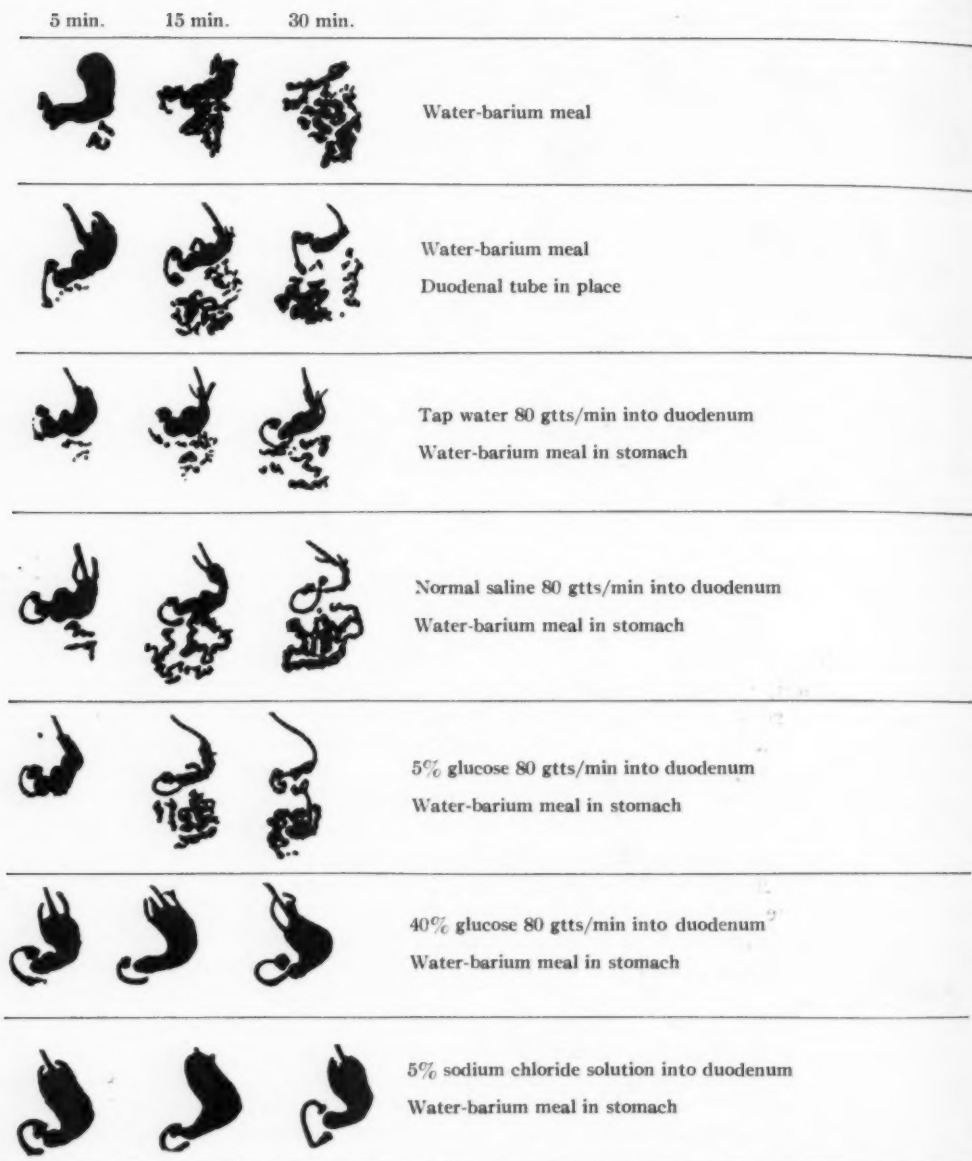 5 min. 15 min. 30 min.
Water-barium meal
Water-barium meal
Duodenal tube in place
Tap water 80 gtts/min into duodenum
Water-barium meal in stomach
Normal saline 80 gtts/min into duodenum
Water-barium meal in stomach
5% glucose 80 gtts/min into duodenum
Water-barium meal in stomach
40% glucose 80 gtts/min into duodenum
Water-barium meal in stomach
5% sodium chloride solution into duodenum
Water-barium meal in stomach